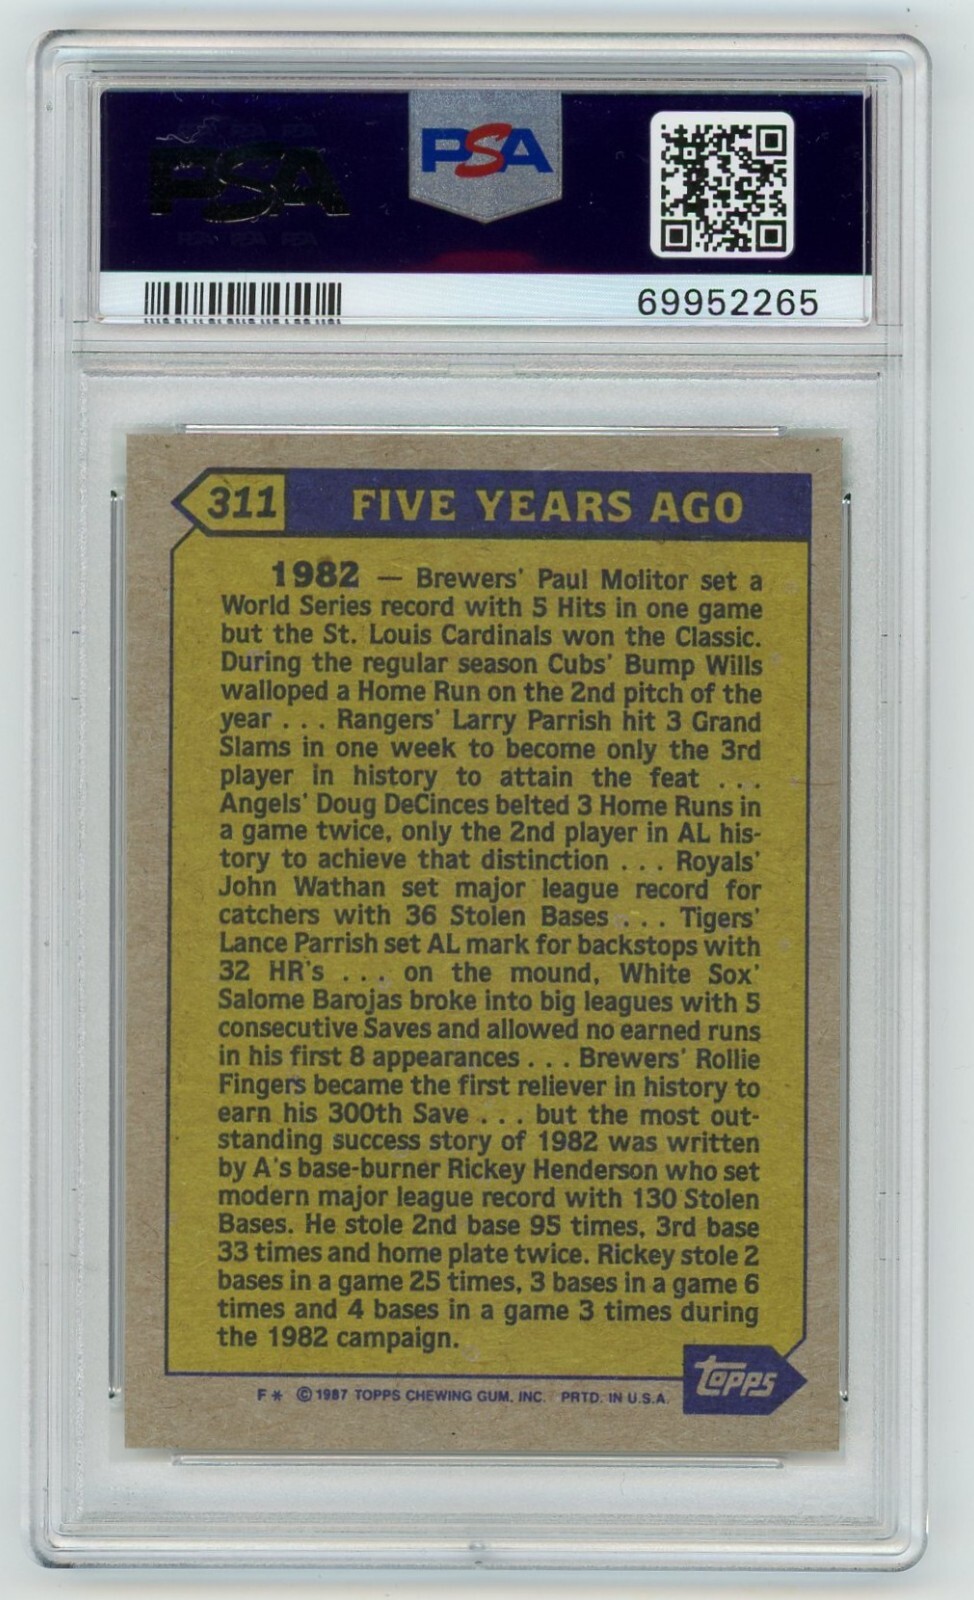 PSA
PSA
69952265
311 FIVE YEARS AGO
1982 — Brewers' Paul Molitor set a
World Series record with 5 Hits in one game
but the St. Louis Cardinals won the Classic.
During the regular season Cubs' Bump Wills
walloped a Home Run on the 2nd pitch of the
year . . . Rangers' Larry Parrish hit 3 Grand
Slams in one week to become only the 3rd
player in history to attain the feat . . .
Angels' Doug DeCinces belted 3 Home Runs in
a game twice, only the 2nd player in AL his-
tory to achieve that distinction . . . Royals'
John Wathan set major league record for
catchers with 36 Stolen Bases . . . Tigers'
Lance Parrish set AL mark for backstops with
32 HR's . . . on the mound, White Sox'
Salome Barojas broke into big leagues with 5
consecutive Saves and allowed no earned runs
in his first 8 appearances . . . Brewers' Rollie
Fingers became the first reliever in history to
earn his 300th Save . . . but the most out-
standing success story of 1982 was written
by A's base-burner Rickey Henderson who set
modern major league record with 130 Stolen
Bases. He stole 2nd base 95 times, 3rd base
33 times and home plate twice. Rickey stole 2
bases in a game 25 times, 3 bases in a game 6
times and 4 bases in a game 3 times during
the 1982 campaign.
topps
F * © 1987 TOPPS CHEWING GUM, INC. PRTD. IN U.S.A.